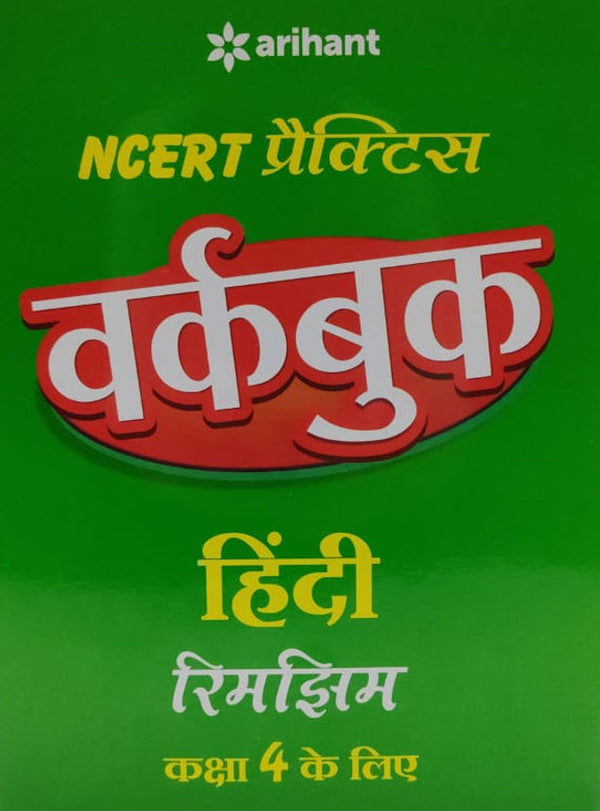 arihant
NCERT प्रैक्टिस
वर्कबुक
हिंदी
रिमझिम
कक्षा 4 के लिए